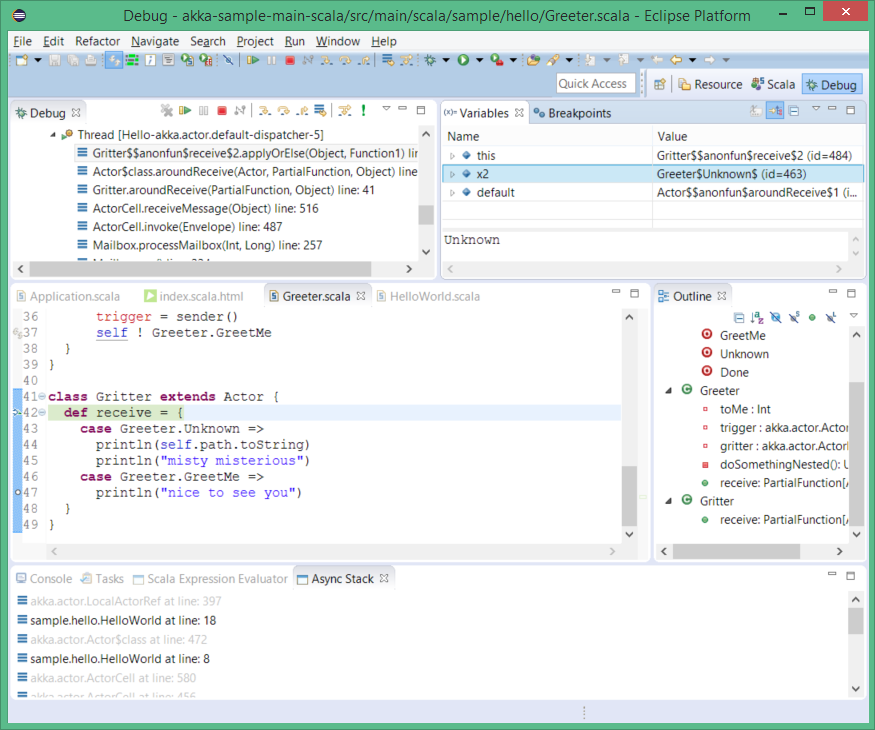 Debug - akka-sample-main-scala/src/main/scala/sample/hello/Greeter.scala - Eclipse Platform
File Edit Refactor Navigate Search Project Run Window Help
Quick Access Resource Scala Debug
Debug
Thread [Hello-akka.actor.default-dispatcher-5]
Gritter$$anonfun$receive$2.applyOrElse(Object, Function1) lin
Actor$class.aroundReceive(Actor, PartialFunction, Object) line
Gritter.aroundReceive(PartialFunction, Object) line: 41
ActorCell.receiveMessage(Object) line: 516
ActorCell.invoke(Envelope) line: 487
Mailbox.processMailbox(Int, Long) line: 257
(x)= Variables Breakpoints
Name Value
this Gritter$$anonfun$receive$2 (id=484)
x2 Greeter$Unknown$ (id=463)
default Actor$$anonfun$aroundReceive$1 (i...
Unknown
Application.scala index.scala.html Greeter.scala HelloWorld.scala
36 trigger = sender()
37 self ! Greeter.GreetMe
38 }
39 }
40
41 class Gritter extends Actor {
42 def receive = {
43 case Greeter.Unknown =>
44 println(self.path.toString)
45 println("misty misterious")
46 case Greeter.GreetMe =>
47 println("nice to see you")
48 }
49 }
Outline
GreetMe
Unknown
Done
Greeter
toMe : Int
trigger : akka.actor.Actor
gritter : akka.actor.Actor
doSomethingNested(): U
receive: PartialFunction[A
Gritter
receive: PartialFunction[A
Console Tasks Scala Expression Evaluator Async Stack
akka.actor.LocalActorRef at line: 397
sample.hello.HelloWorld at line: 18
akka.actor.Actor$class at line: 472
sample.hello.HelloWorld at line: 8
akka.actor.ActorCell at line: 580
akka.actor.ActorCell at line: 456